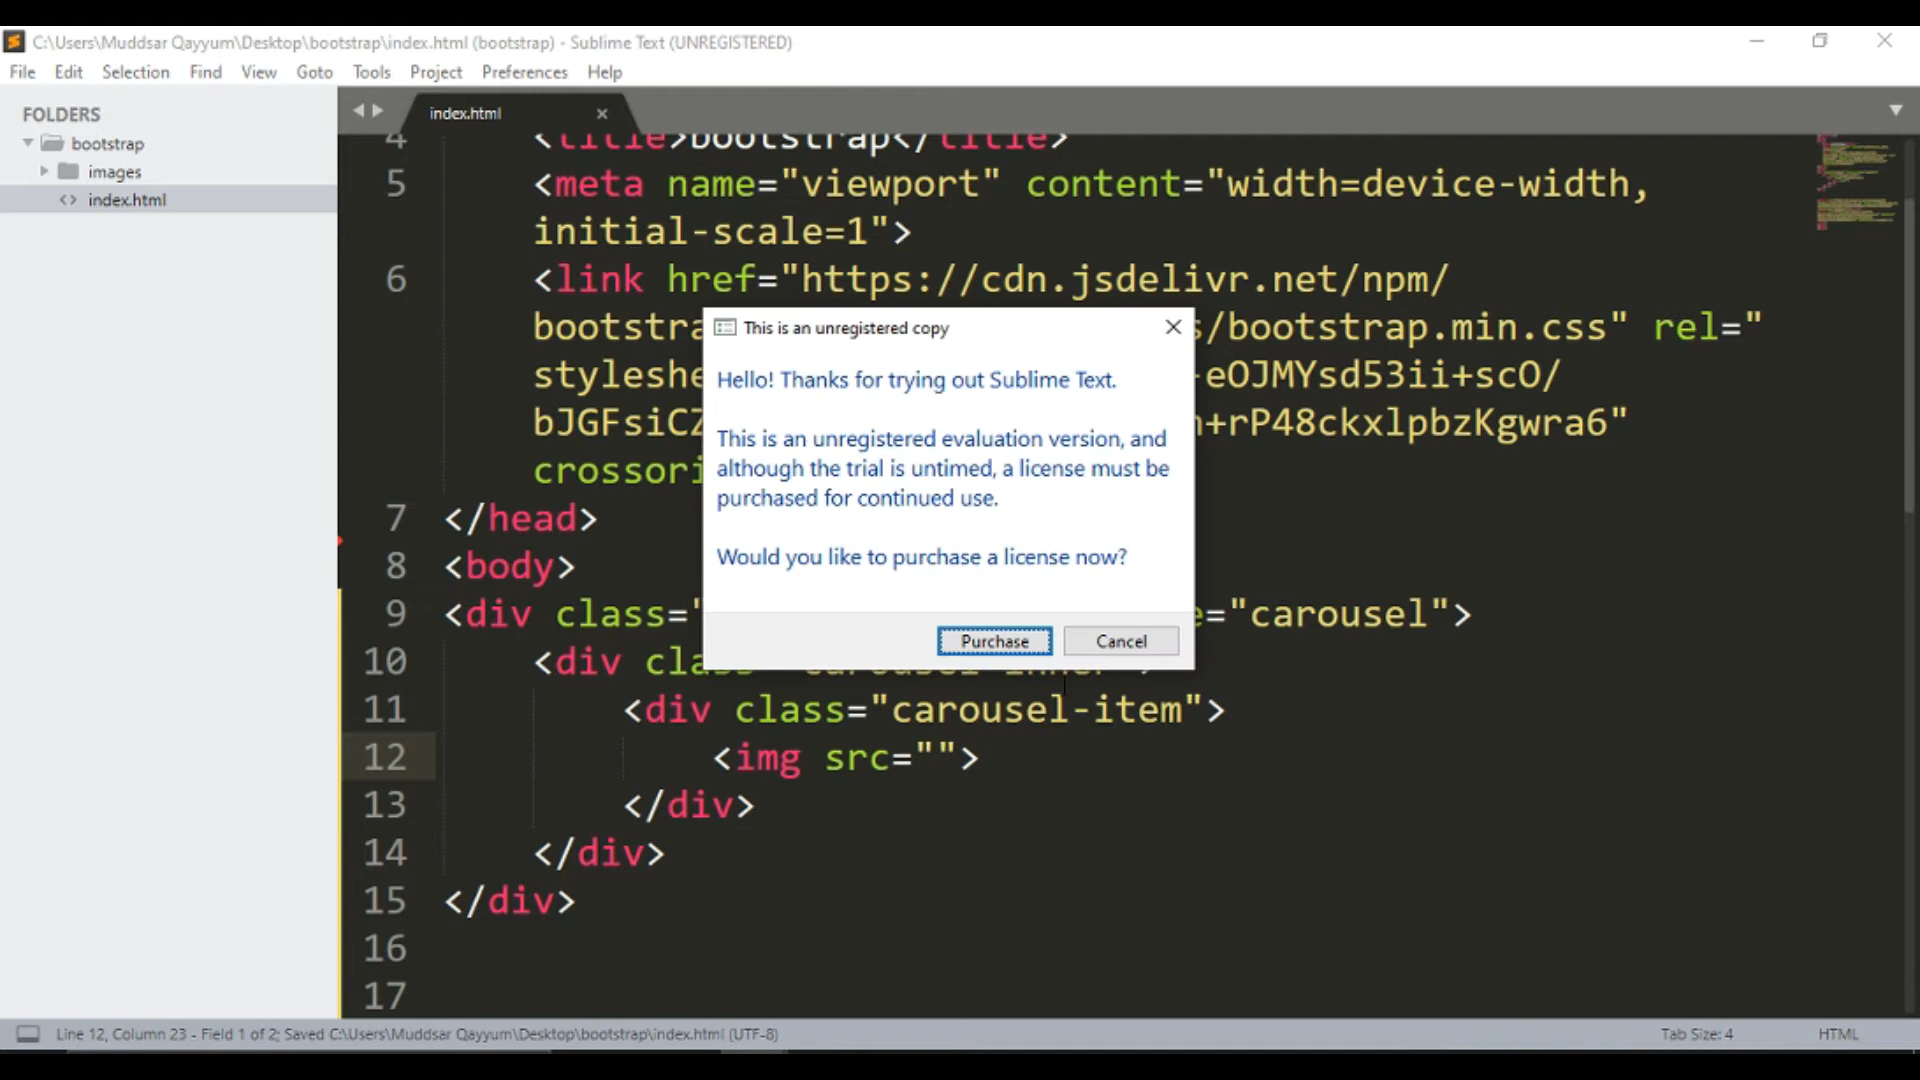 C:\Users\Muddsar Qayyum\Desktop\bootstrap\index.html (bootstrap) - Sublime Text (UNREGISTERED)
File Edit Selection Find View Goto Tools Project Preferences Help
FOLDERS
bootstrap
images
index.html
index.html
4 <title>bootstrap</title>
5 <meta name="viewport" content="width=device-width,
initial-scale=1">
6 <link href="https://cdn.jsdelivr.net/npm/
bootstra s/bootstrap.min.css" rel="
styleshe -eOJMYsd53ii+scO/
bJGFsiCZ +rP48ckxlpbzKgwra6"
crossori
7 </head>
8 <body>
9 <div class=" e="carousel">
10 <div class="carousel-inner">
11 <div class="carousel-item">
12 <img src="">
13 </div>
14 </div>
15 </div>
16
17
This is an unregistered copy
Hello! Thanks for trying out Sublime Text.
This is an unregistered evaluation version, and
although the trial is untimed, a license must be
purchased for continued use.
Would you like to purchase a license now?
Purchase Cancel
Line 12, Column 23 - Field 1 of 2; Saved C:\Users\Muddsar Qayyum\Desktop\bootstrap\index.html (UTF-8)
Tab Size: 4 HTML